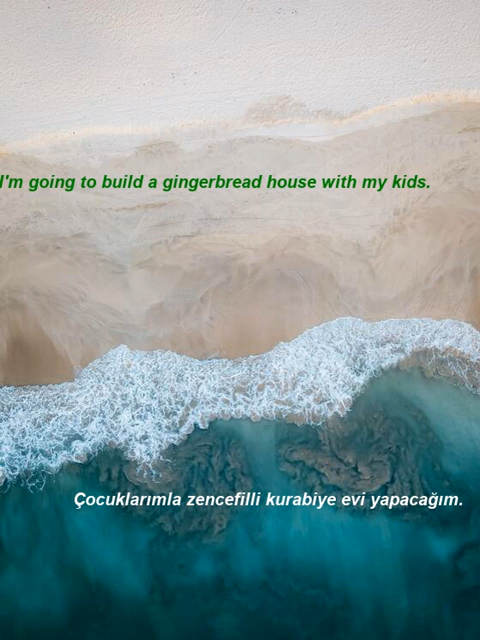 I'm going to build a gingerbread house with my kids.
Çocuklarımla zencefilli kurabiye evi yapacağım.